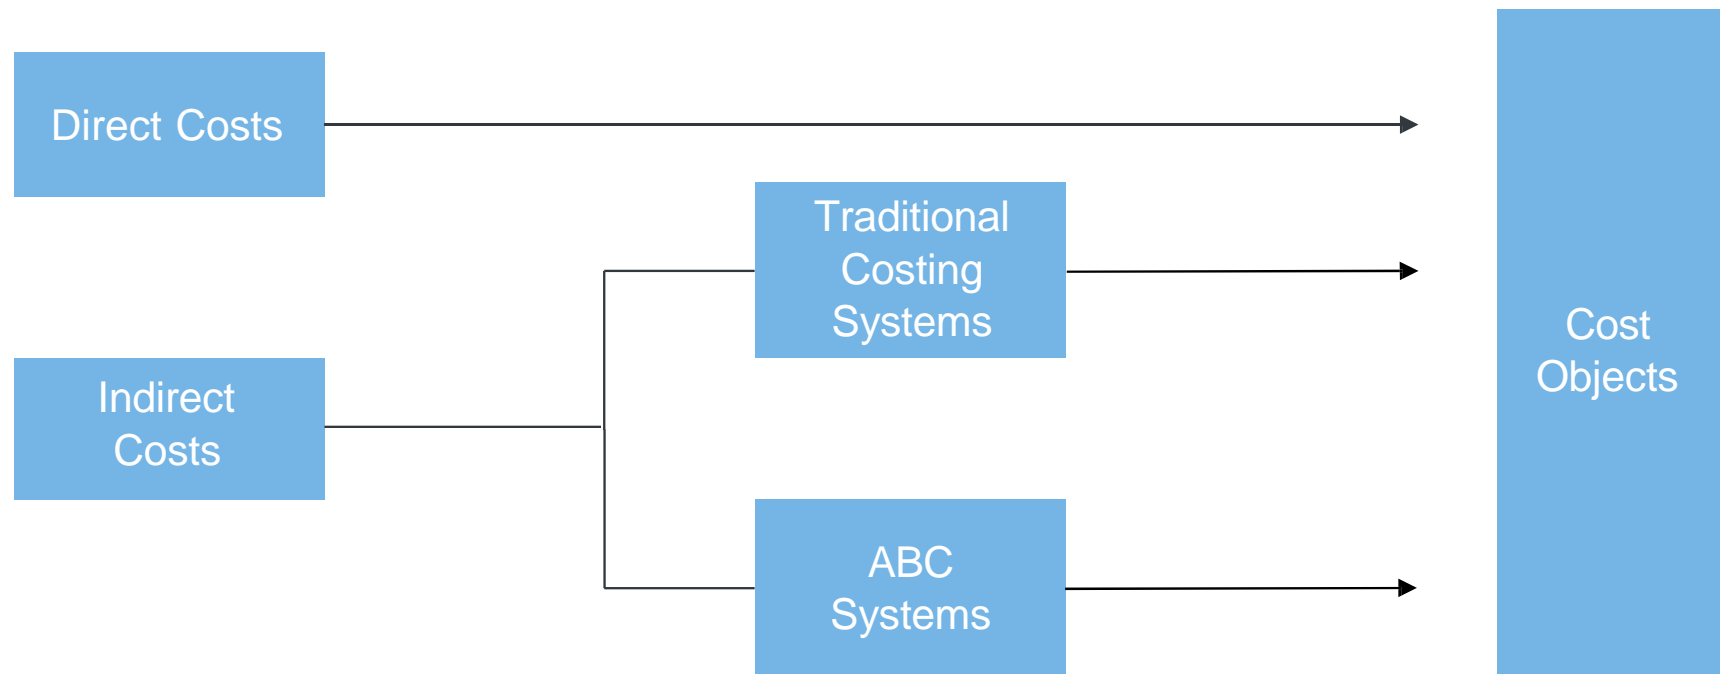 Direct Costs
Traditional
Costing
Systems
Indirect
Costs
ABC
Systems
Cost
Objects